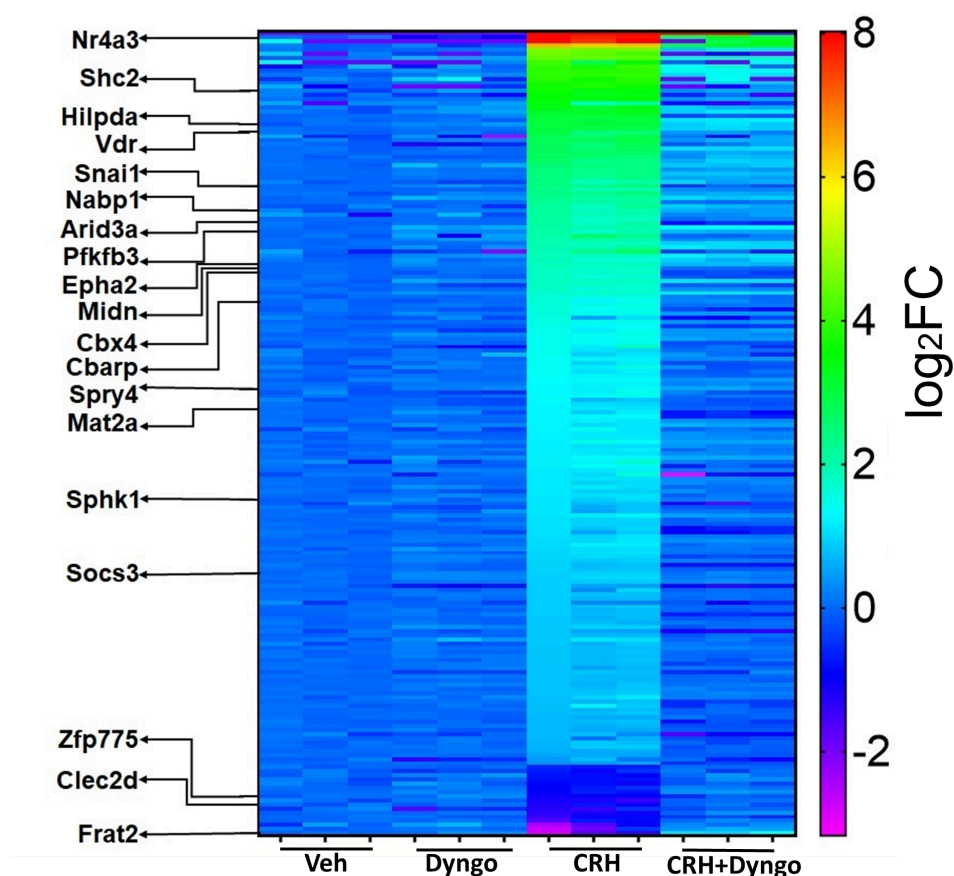 Nr4a3
Shc2
Hilpda
Vdr
Snai1
Nabp1
Arid3a
Pfkfb3
Epha2
Midn
Cbx4
Cbarp
Spry4
Mat2a
Sphk1
Socs3
Zfp775
Clec2d
Frat2
Veh
Dyngo
CRH
CRH+Dyngo
8
6
4
2
0
-2
log₂FC